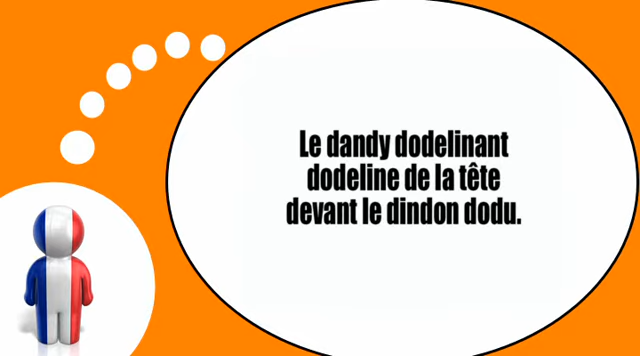 Le dandy dodelinant
dodeline de la tête
devant le dindon dodu.